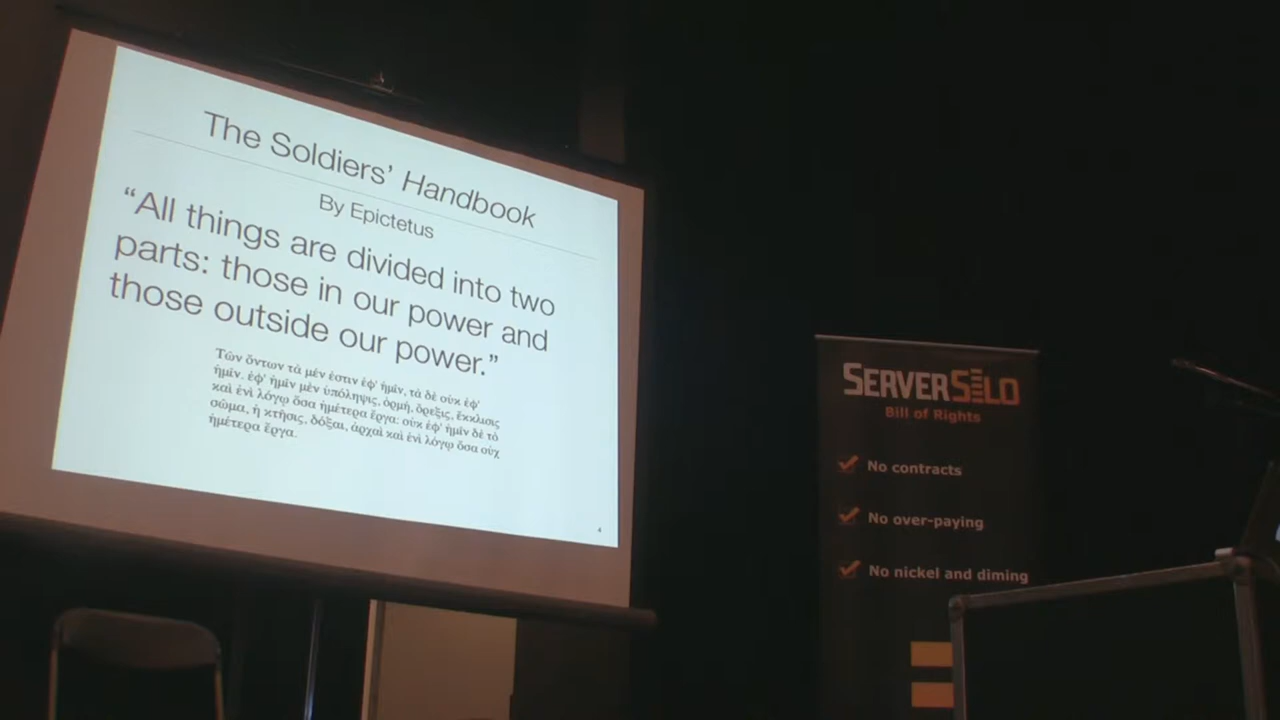 The Soldiers’ Handbook
By Epictetus
“All things are divided into two
parts: those in our power and
those outside our power.”
Τῶν ὄντων τὰ μέν ἐστιν ἐφ' ἡμῖν, τὰ δὲ οὐκ ἐφ'
ἡμῖν. ἐφ' ἡμῖν μὲν ὑπόληψις, ὁρμή, ὄρεξις, ἔκκλισις
καὶ ἑνὶ λόγῳ ὅσα ἡμέτερα ἔργα: οὐκ ἐφ' ἡμῖν δὲ τὸ
σῶμα, ἡ κτῆσις, δόξαι, ἀρχαὶ καὶ ἑνὶ λόγῳ ὅσα οὐχ
ἡμέτερα ἔργα.
4
SERVERSILO
Bill of Rights
No contracts
No over-paying
No nickel and diming